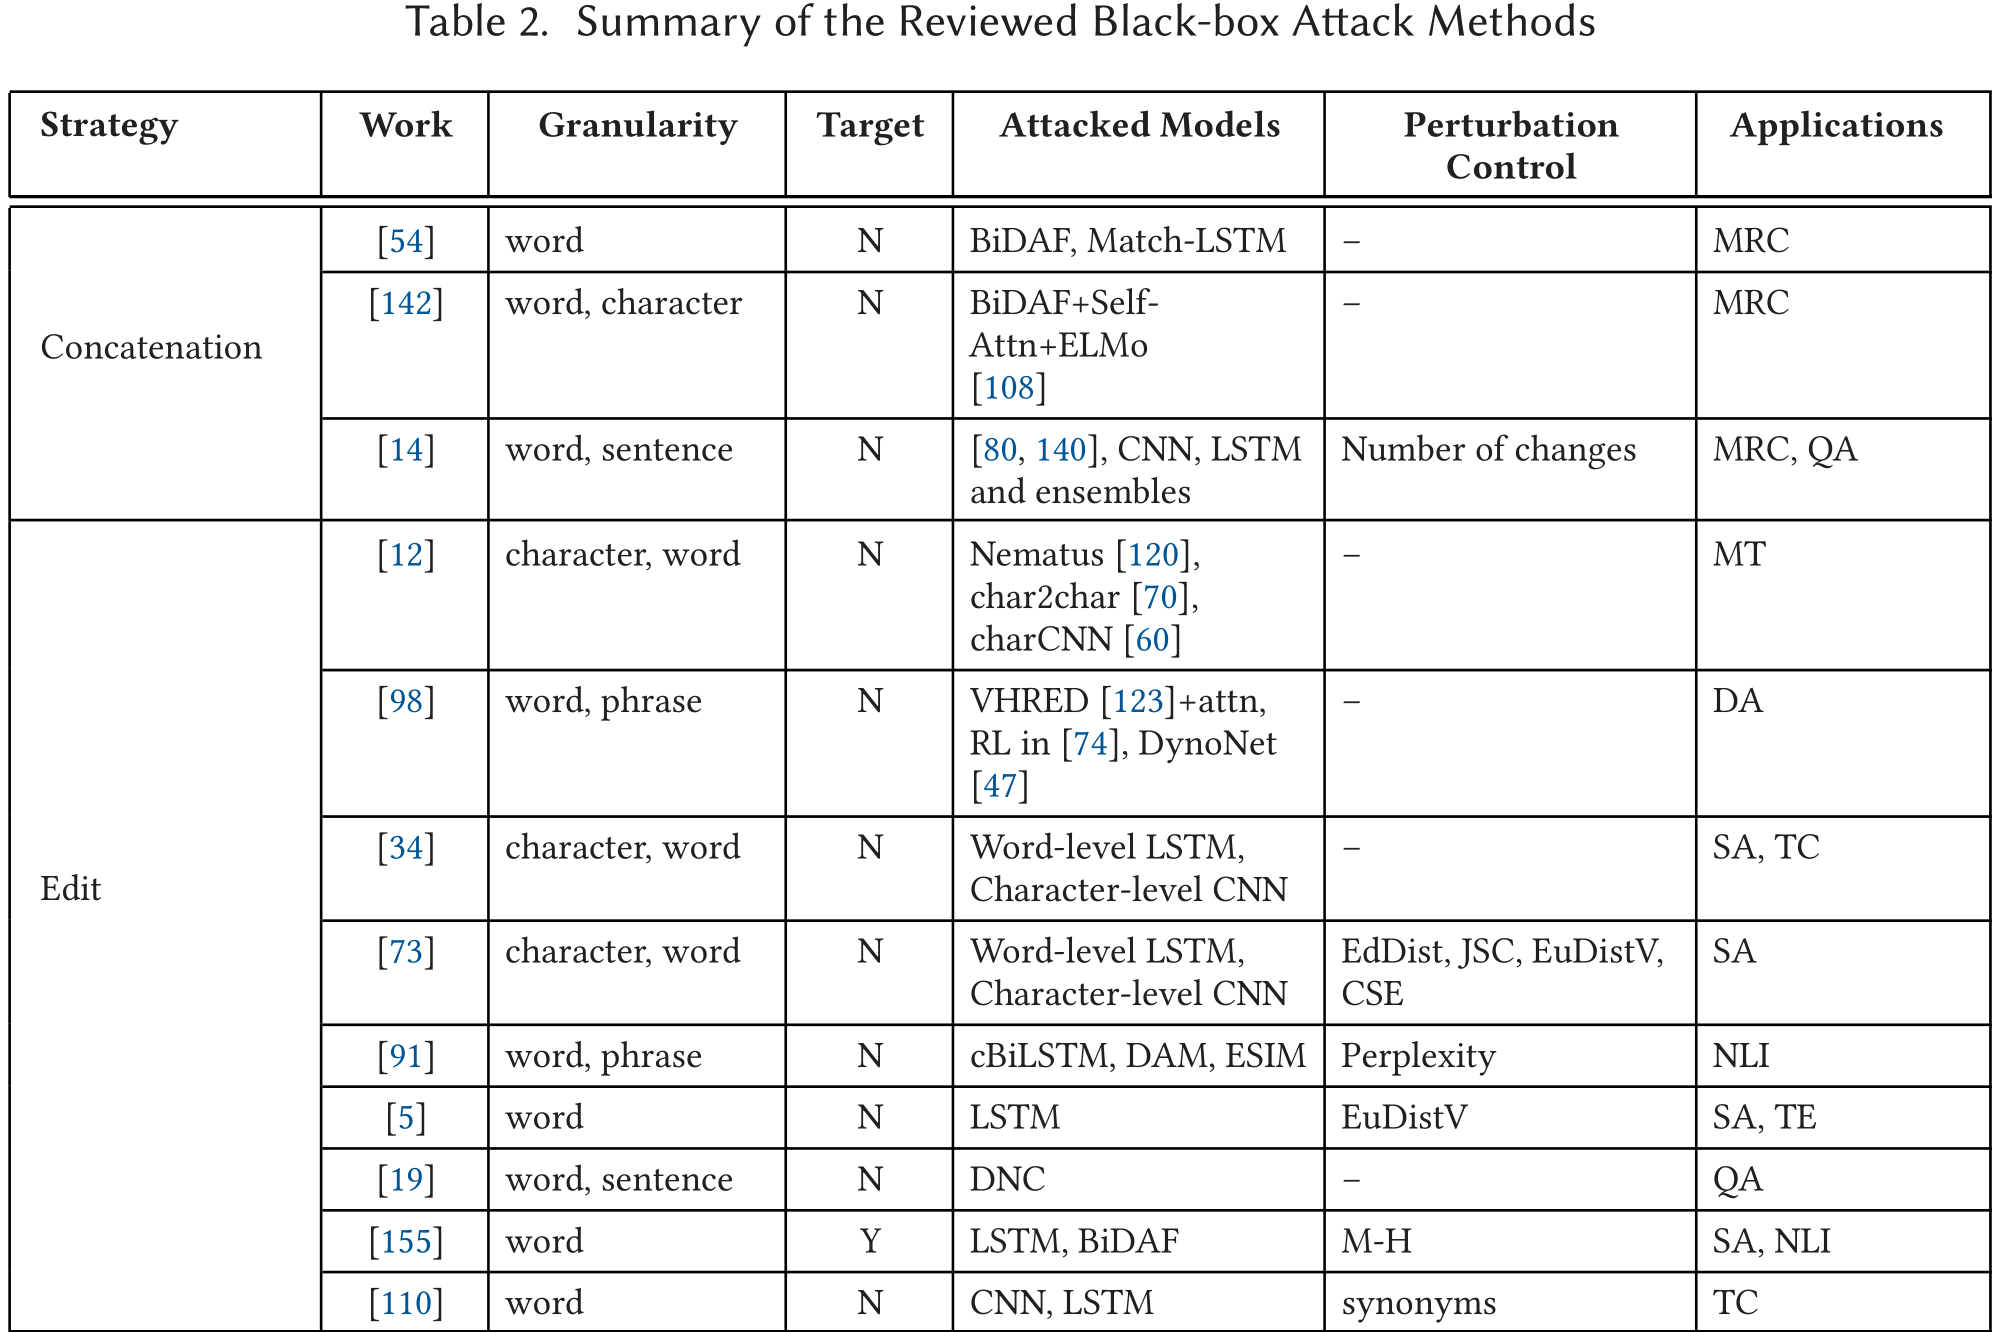 Table 2. Summary of the Reviewed Black-box Attack Methods
Strategy Work Granularity Target Attacked Models Perturbation Control Applications
Concatenation
[54] word N BiDAF, Match-LSTM – MRC
[142] word, character N BiDAF+Self- – MRC
Attn+ELMo
[108]
[14] word, sentence N [80, 140], CNN, LSTM Number of changes MRC, QA
and ensembles
Edit
[12] character, word N Nematus [120], – MT
char2char [70],
charCNN [60]
[98] word, phrase N VHRED [123]+attn, – DA
RL in [74], DynoNet
[47]
[34] character, word N Word-level LSTM, – SA, TC
Character-level CNN
[73] character, word N Word-level LSTM, EdDist, JSC, EuDistV, SA
Character-level CNN CSE
[91] word, phrase N cBiLSTM, DAM, ESIM Perplexity NLI
[5] word N LSTM EuDistV SA, TE
[19] word, sentence N DNC – QA
[155] word Y LSTM, BiDAF M-H SA, NLI
[110] word N CNN, LSTM synonyms TC